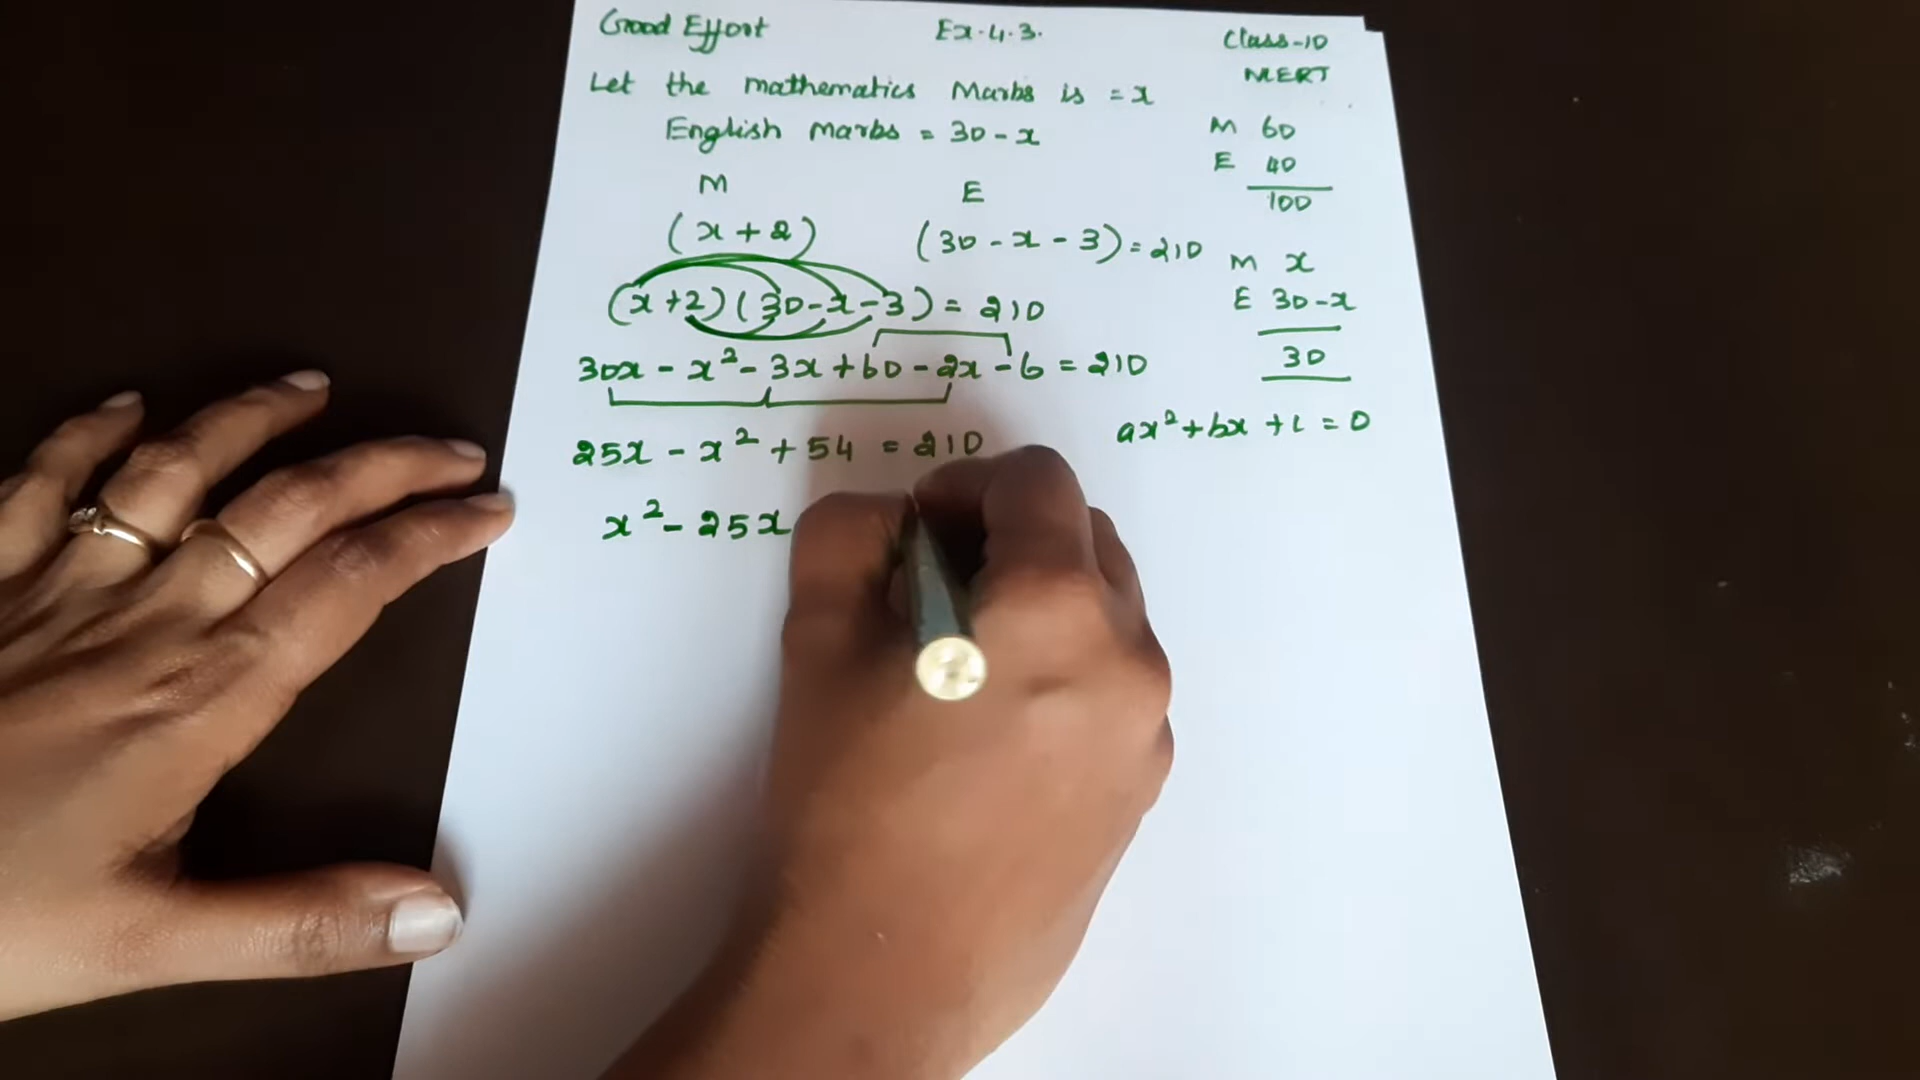 Good Effort Ex.4.3. Class-10
NCERT
Let the mathematics Marks is = x
English marks = 30 - x
M 60
E 40
100
M E
(x + 2) (30 - x - 3) = 210
M x
E 30-x
30
(x +2) (30 - x - 3) = 210
30x - x² - 3x + 60 - 2x - 6 = 210
ax² + bx + c = 0
25x - x² + 54 = 210
x² - 25x